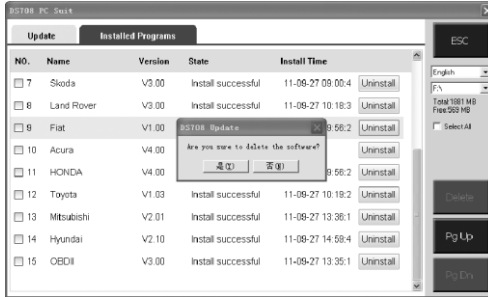 DST08 PC Suit
Update Installed Programs
NO. Name Version State Install Time
7 Skoda V3.00 Install successful 11-09-27 09:00:4 Uninstall
8 Land Rover V3.00 Install successful 11-09-27 10:18:3 Uninstall
9 Fiat V1.00 9:56:2 Uninstall
10 Acura V4.00 Uninstall
11 HONDA V4.00 9:56:2 Uninstall
12 Toyota V1.03 Install successful 11-09-27 10:19:2 Uninstall
13 Mitsubishi V2.01 Install successful 11-09-27 13:36:1 Uninstall
14 Hyundai V2.10 Install successful 11-09-27 14:58:4 Uninstall
15 OBDII V3.00 Install successful 11-09-27 13:35:1 Uninstall
DST08 Update
Are you sure to delete the software?
是(Y) 否(N)
ESC
English
F:\
Total:1881 MB
Free:569 MB
Select All
Delete
Pg Up
Pg Dn